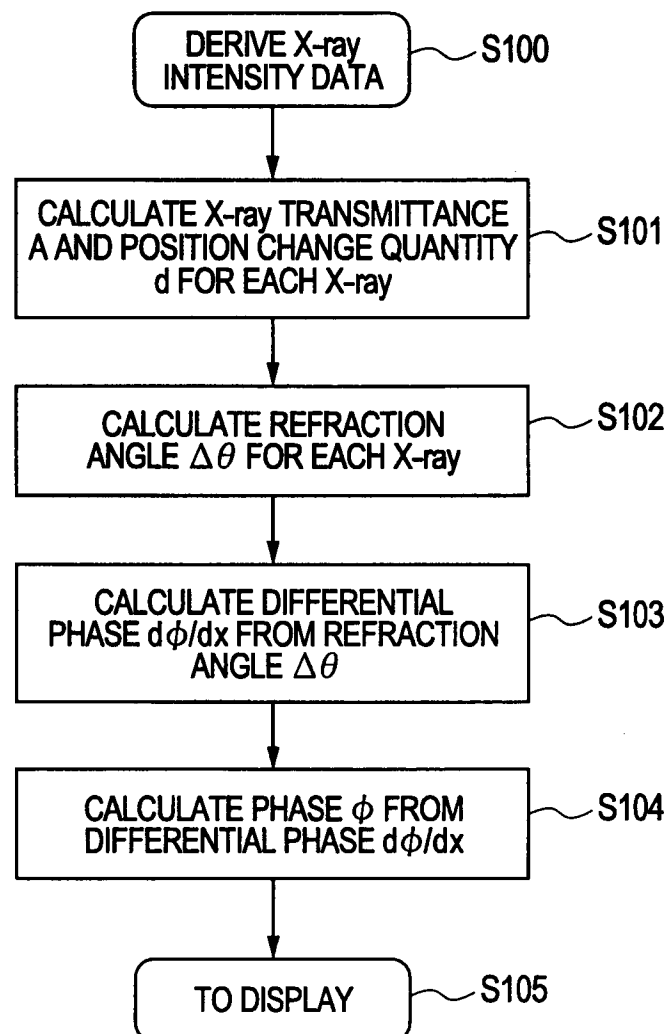 DERIVE X-ray
INTENSITY DATA
S100
CALCULATE X-ray TRANSMITTANCE
A AND POSITION CHANGE QUANTITY
d FOR EACH X-ray
S101
CALCULATE REFRACTION
ANGLE Δθ FOR EACH X-ray
S102
CALCULATE DIFFERENTIAL
PHASE dϕ/dx FROM REFRACTION
ANGLE Δθ
S103
CALCULATE PHASE ϕ FROM
DIFFERENTIAL PHASE dϕ/dx
S104
TO DISPLAY
S105